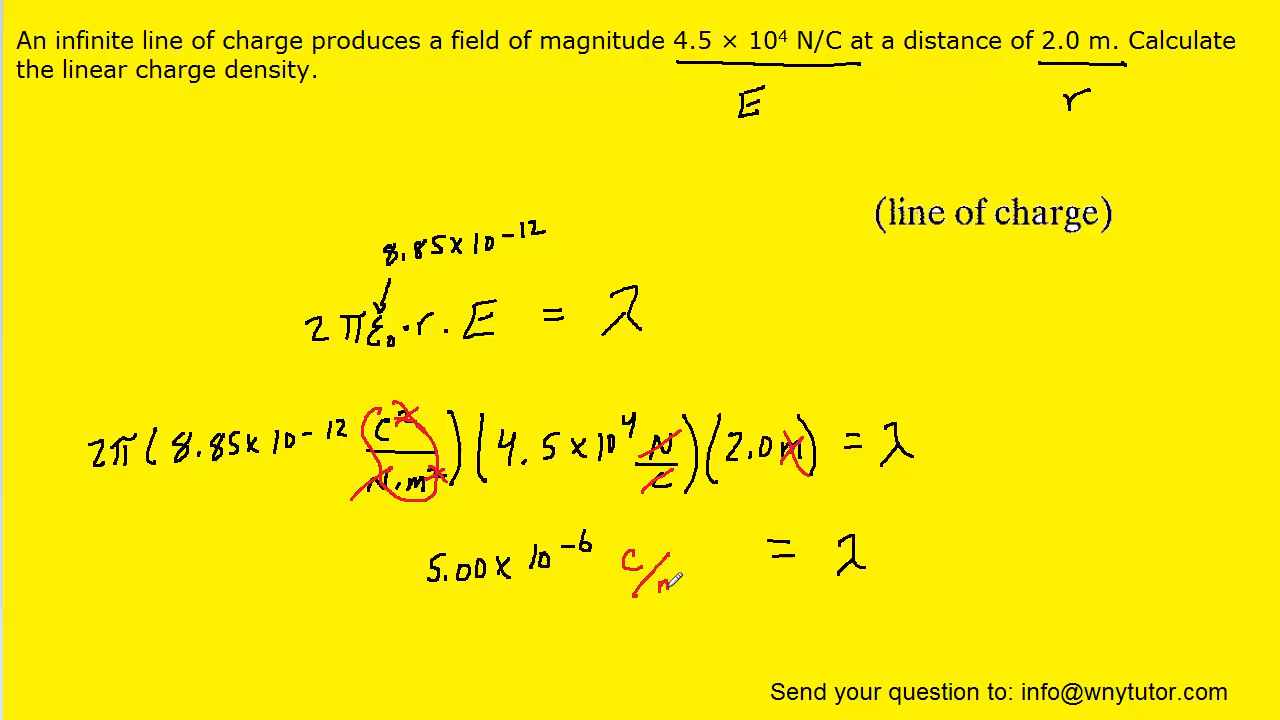 An infinite line of charge produces a field of magnitude 4.5 × 10⁴ N/C at a distance of 2.0 m. Calculate
the linear charge density.
E r
(line of charge)
8.85x10-12
2πξ₀·r·E = λ
2π(8.85x10-12 C²/N·m²)(4.5x10⁴ N/C)(2.0m) = λ
5.00x10-6 C/m = λ
Send your question to: info@wnytutor.com